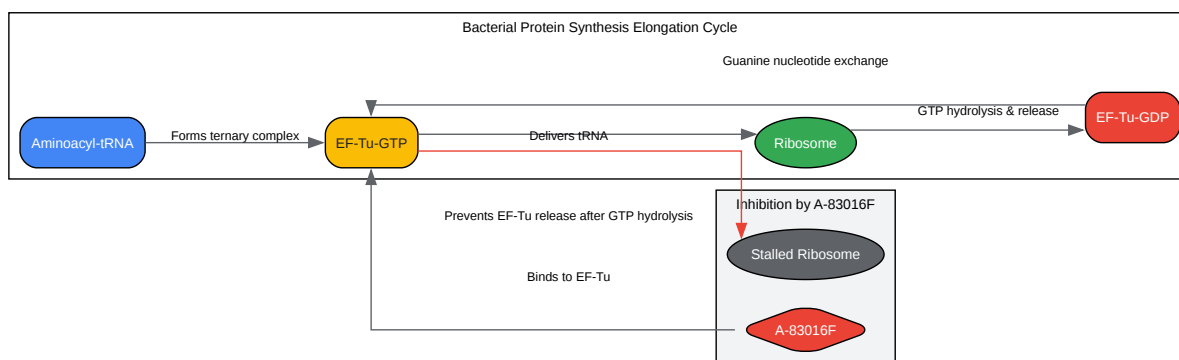 Bacterial Protein Synthesis Elongation Cycle
Guanine nucleotide exchange
GTP hydrolysis & release
EF-Tu-GDP
Aminoacyl-tRNA
Forms ternary complex
EF-Tu-GTP
Delivers tRNA
Ribosome
Inhibition by A-83016F
Prevents EF-Tu release after GTP hydrolysis
Stalled Ribosome
Binds to EF-Tu
A-83016F